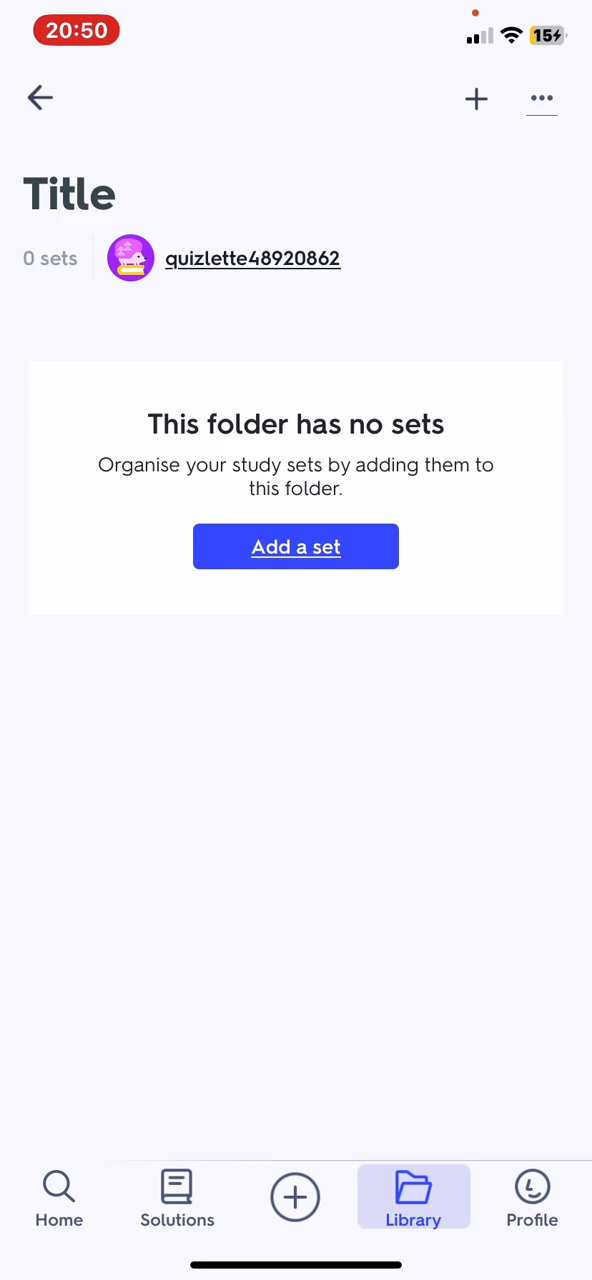 20:50
15
Title
0 sets
quizlette48920862
This folder has no sets
Organise your study sets by adding them to
this folder.
Add a set
Home
Solutions
Library
Profile